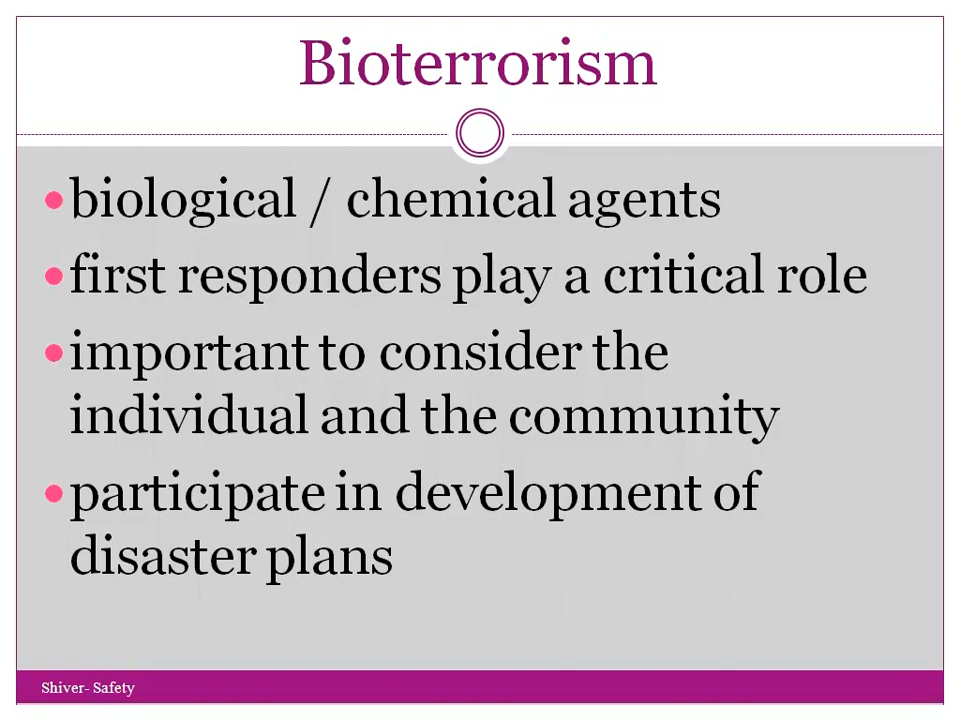 Bioterrorism
•biological / chemical agents
•first responders play a critical role
•important to consider the
individual and the community
•participate in development of
disaster plans
Shiver- Safety